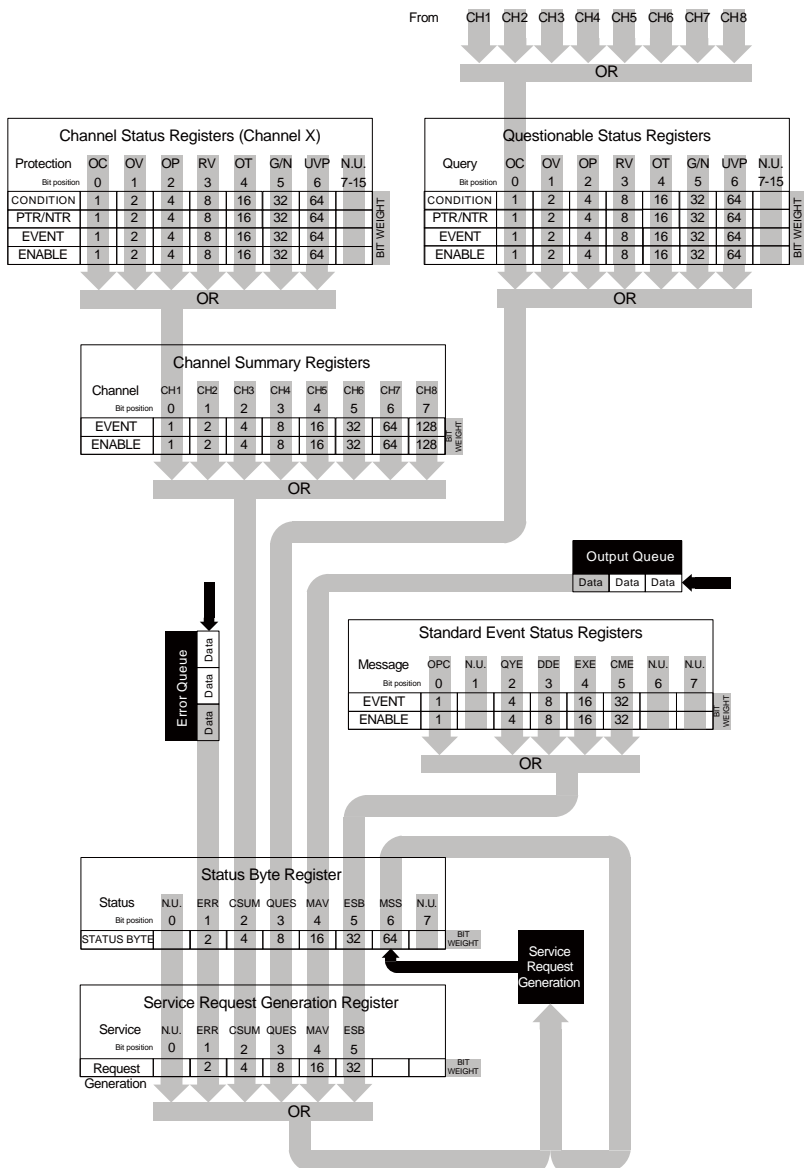 From CH1 CH2 CH3 CH4 CH5 CH6 CH7 CH8
OR
Channel Status Registers (Channel X)
Protection OC OV OP RV OT G/N UVP N.U.
Bit position 0 1 2 3 4 5 6 7-15
CONDITION 1 2 4 8 16 32 64
PTR/NTR 1 2 4 8 16 32 64
EVENT 1 2 4 8 16 32 64
ENABLE 1 2 4 8 16 32 64
BIT WEIGHT
OR
Questionable Status Registers
Query OC OV OP RV OT G/N UVP N.U.
Bit position 0 1 2 3 4 5 6 7-15
CONDITION 1 2 4 8 16 32 64
PTR/NTR 1 2 4 8 16 32 64
EVENT 1 2 4 8 16 32 64
ENABLE 1 2 4 8 16 32 64
BIT WEIGHT
OR
Channel Summary Registers
Channel CH1 CH2 CH3 CH4 CH5 CH6 CH7 CH8
Bit position 0 1 2 3 4 5 6 7
EVENT 1 2 4 8 16 32 64 128
ENABLE 1 2 4 8 16 32 64 128
BIT
WEIGHT
OR
Output Queue
Data Data Data
Error Queue
Data Data Data
Standard Event Status Registers
Message OPC N.U. QYE DDE EXE CME N.U. N.U.
Bit position 0 1 2 3 4 5 6 7
EVENT 1 4 8 16 32
ENABLE 1 4 8 16 32
BIT
WEIGHT
OR
Status Byte Register
Status N.U. ERR CSUM QUES MAV ESB MSS N.U.
Bit position 0 1 2 3 4 5 6 7
STATUS BYTE 2 4 8 16 32 64
BIT
WEIGHT
Service
Request
Generation
Service Request Generation Register
Service N.U. ERR CSUM QUES MAV ESB
Bit position 0 1 2 3 4 5
Request 2 4 8 16 32
Generation
BIT
WEIGHT
OR